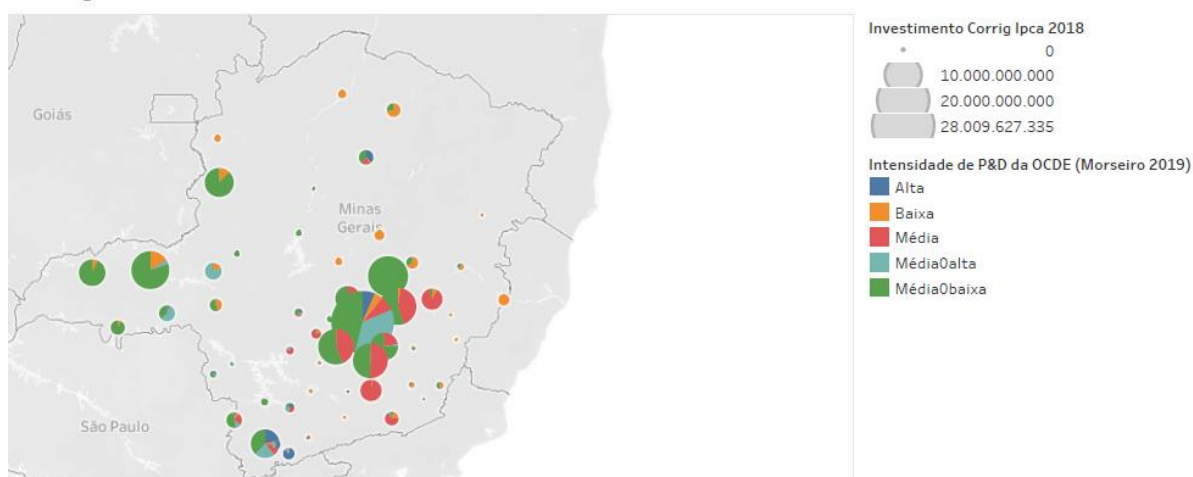 Investimento Corrig Ipca 2018
0
10.000.000.000
20.000.000.000
28.009.627.335
Intensidade de P&D da OCDE (Morseiro 2019)
Alta
Baixa
Média
Média0alta
Média0baixa
Goiás
Minas
Gerais
São Paulo